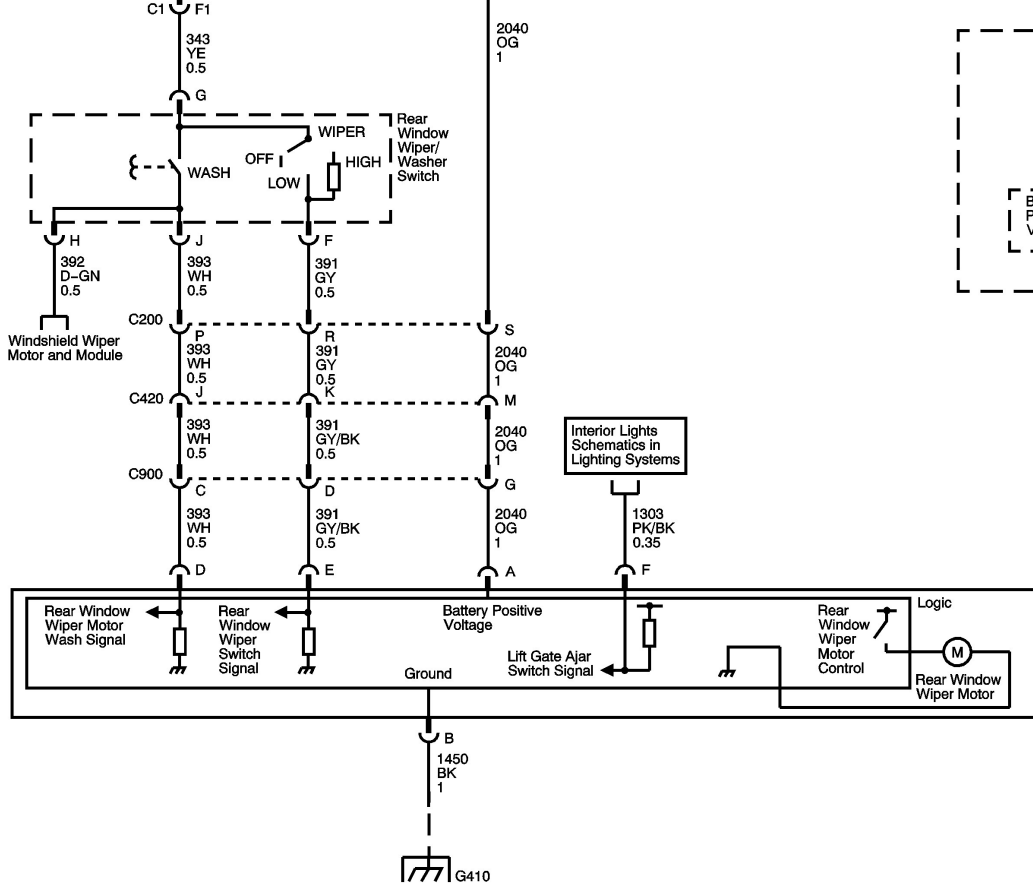 C1 F1
343
YE
0.5
2040
OG
1
G
Rear
Window
Wiper/
Washer
Switch
WIPER
OFF
HIGH
WASH
LOW
H
J
F
392
D-GN
0.5
393
WH
0.5
391
GY
0.5
Windshield Wiper
Motor and Module
C200
P
R
S
393
WH
0.5
391
GY
0.5
2040
OG
1
C420
J
K
M
393
WH
0.5
391
GY/BK
0.5
2040
OG
1
C900
C
D
G
393
WH
0.5
391
GY/BK
0.5
2040
OG
1
Interior Lights
Schematics in
Lighting Systems
1303
PK/BK
0.35
D
E
A
F
Rear Window
Wiper Motor
Wash Signal
Rear
Window
Wiper
Switch
Signal
Battery Positive
Voltage
Lift Gate Ajar
Switch Signal
Ground
Rear
Window
Wiper
Motor
Control
Logic
M
Rear Window
Wiper Motor
B
1450
BK
1
G410